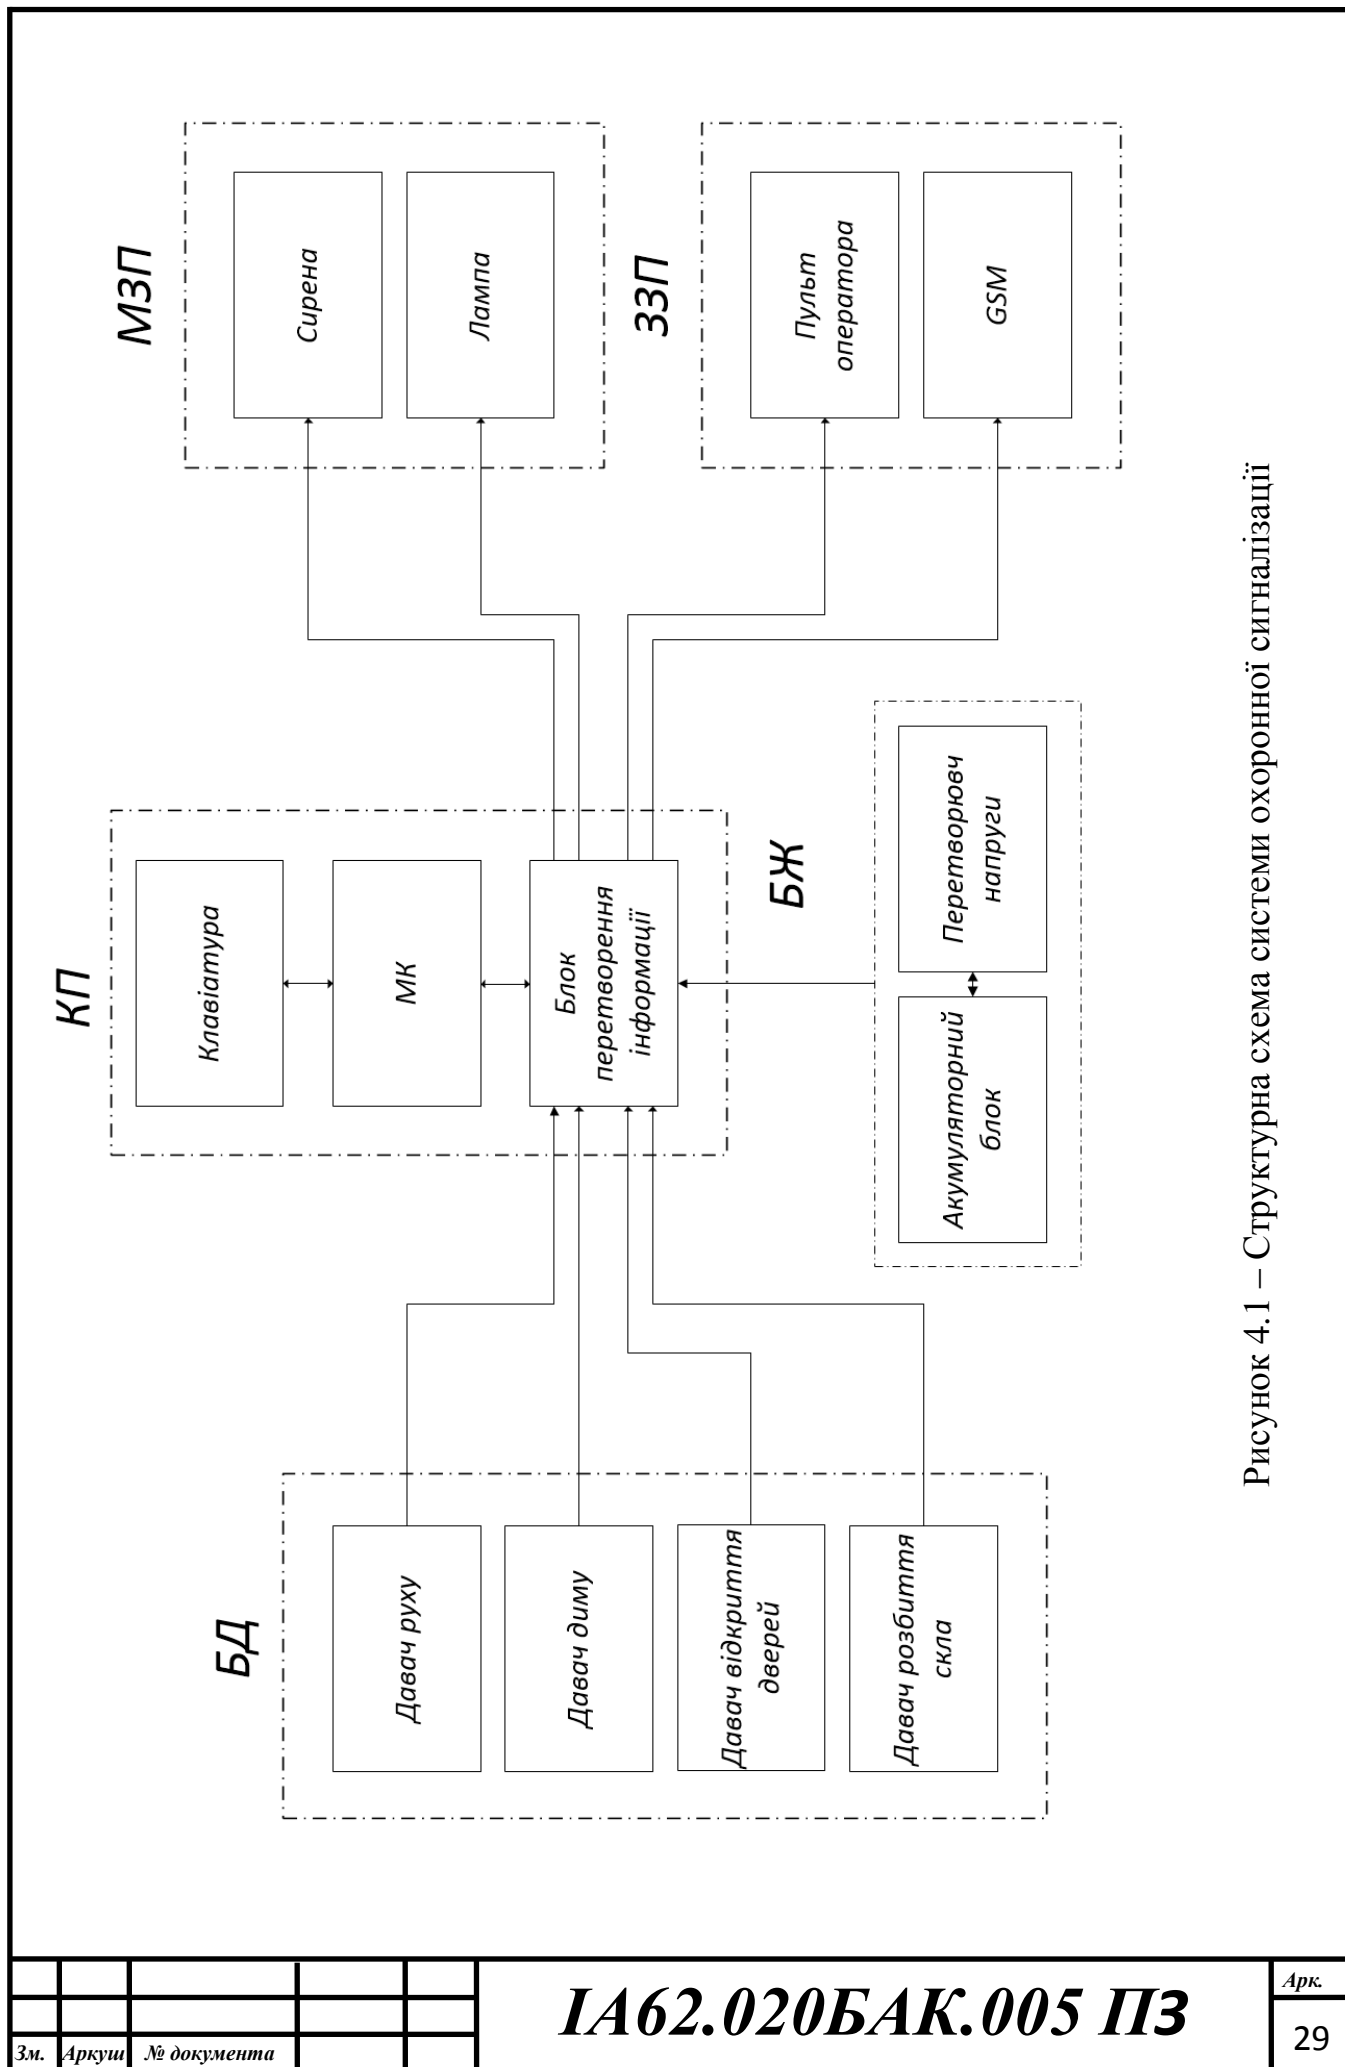 МЗП
Сирена
Лампа
ЗЗП
Пульт
оператора
GSM
КП
Клавіатура
МК
Блок
перетворення
інформації
БЖ
Перетворювч
напруги
Акумуляторний
блок
БД
Давач руху
Давач диму
Давач відкриття
дверей
Давач розбиття
скла
Рисунок 4.1 – Структурна схема системи охоронної сигналізації
Зм. Аркуш № документа
ІА62.020БАК.005 ПЗ
Арк.
29